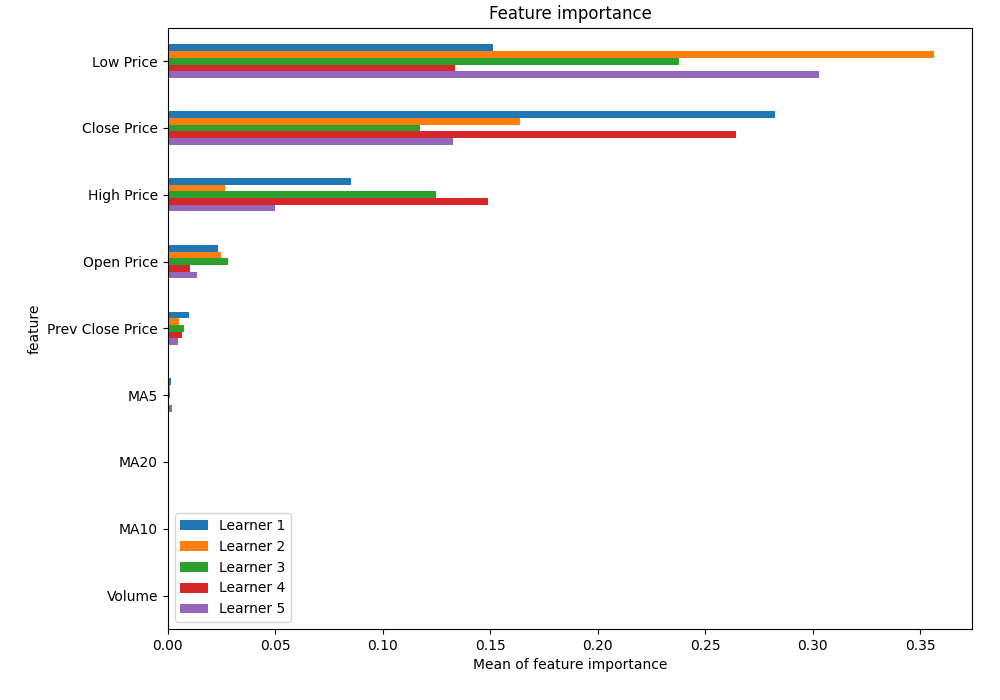 Feature importance
Low Price
Close Price
High Price
Open Price
Prev Close Price
MA5
MA20
MA10
Volume
feature
Learner 1
Learner 2
Learner 3
Learner 4
Learner 5
0.00 0.05 0.10 0.15 0.20 0.25 0.30 0.35
Mean of feature importance